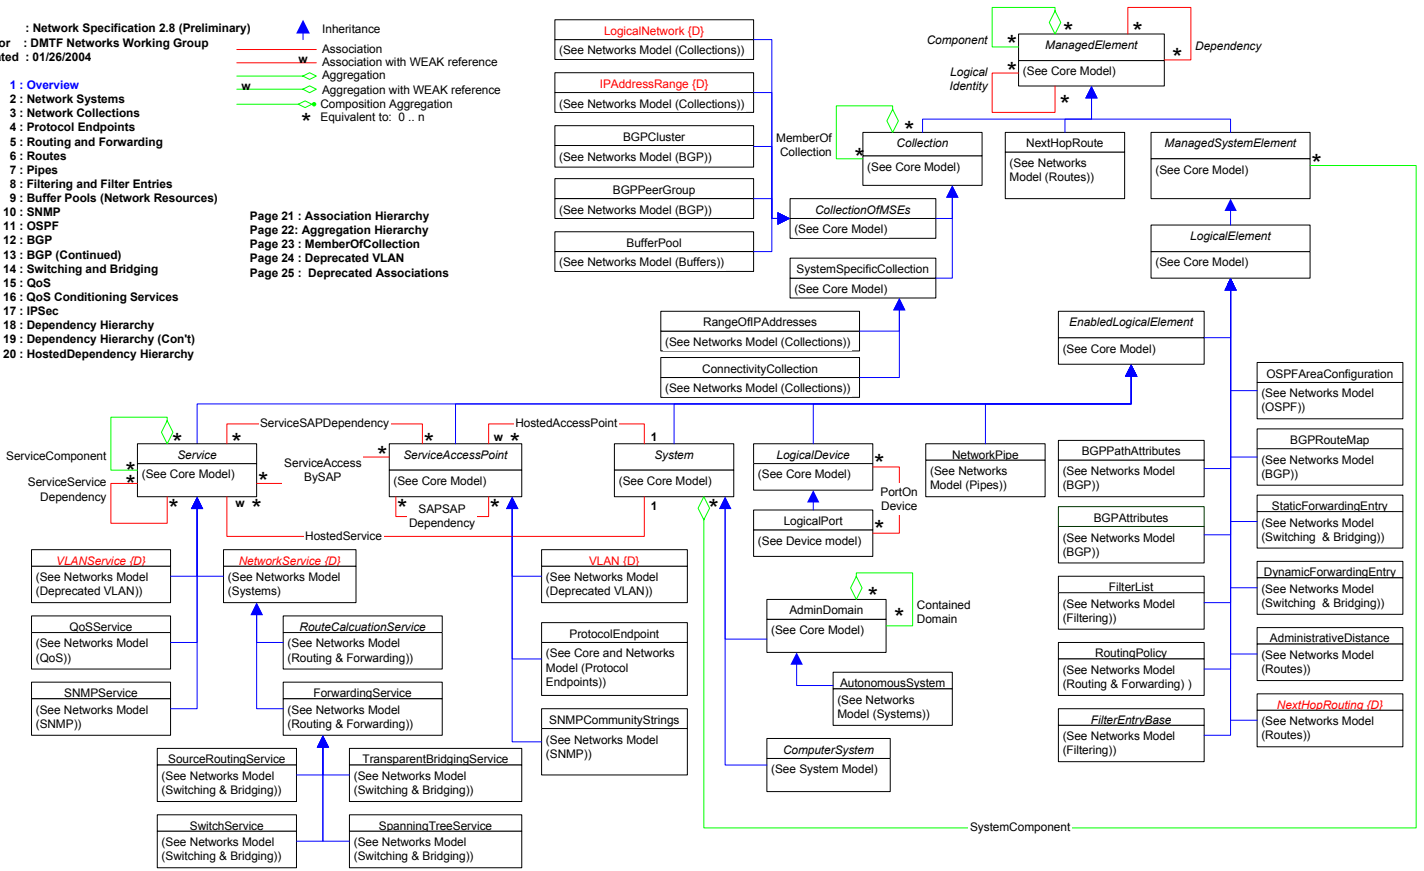 : Network Specification 2.8 (Preliminary)
or : DMTF Networks Working Group
ated : 01/26/2004
1 : Overview
2 : Network Systems
3 : Network Collections
4 : Protocol Endpoints
5 : Routing and Forwarding
6 : Routes
7 : Pipes
8 : Filtering and Filter Entries
9 : Buffer Pools (Network Resources)
10 : SNMP
11 : OSPF
12 : BGP
13 : BGP (Continued)
14 : Switching and Bridging
15 : QoS
16 : QoS Conditioning Services
17 : IPSec
18 : Dependency Hierarchy
19 : Dependency Hierarchy (Con't)
20 : HostedDependency Hierarchy
Inheritance
Association
w
Association with WEAK reference
Aggregation
w
Aggregation with WEAK reference
Composition Aggregation
* Equivalent to: 0 .. n
Page 21 : Association Hierarchy
Page 22: Aggregation Hierarchy
Page 23 : MemberOfCollection
Page 24 : Deprecated VLAN
Page 25 : Deprecated Associations
LogicalNetwork {D}
(See Networks Model (Collections))
IPAddressRange {D}
(See Networks Model (Collections))
BGPCluster
(See Networks Model (BGP))
BGPPeerGroup
(See Networks Model (BGP))
BufferPool
(See Networks Model (Buffers))
Component
*
*
ManagedElement
(See Core Model)
*
*
Dependency
Logical
Identity
*
*
MemberOf
Collection
*
*
Collection
(See Core Model)
NextHopRoute
(See Networks
Model (Routes))
ManagedSystemElement
(See Core Model)
*
CollectionOfMSEs
(See Core Model)
LogicalElement
(See Core Model)
SystemSpecificCollection
(See Core Model)
RangeOfIPAddresses
(See Networks Model (Collections))
ConnectivityCollection
(See Networks Model (Collections))
EnabledLogicalElement
(See Core Model)
OSPFAreaConfiguration
(See Networks Model
(OSPF))
BGPPathAttributes
(See Networks Model
(BGP))
BGPRouteMap
(See Networks Model
(BGP))
BGPAttributes
(See Networks Model
(BGP))
StaticForwardingEntry
(See Networks Model
(Switching & Bridging))
FilterList
(See Networks Model
(Filtering))
DynamicForwardingEntry
(See Networks Model
(Switching & Bridging))
RoutingPolicy
(See Networks Model
(Routing & Forwarding) )
AdministrativeDistance
(See Networks Model
(Routes))
FilterEntryBase
(See Networks Model
(Filtering))
NextHopRouting {D}
(See Networks Model
(Routes))
ServiceComponent
*
*
Service
(See Core Model)
ServiceService
Dependency
*
*
*
ServiceSAPDependency
*
ServiceAccess
BySAP
*
*
w *
ServiceAccessPoint
(See Core Model)
*
SAPSAP
Dependency
*
w *
HostedAccessPoint
1
System
(See Core Model)
1
*
HostedService
LogicalDevice
(See Core Model)
*
PortOn
Device
*
LogicalPort
(See Device model)
NetworkPipe
(See Networks
Model (Pipes))
VLANService {D}
(See Networks Model
(Deprecated VLAN))
NetworkService {D}
(See Networks Model
(Systems)
QoSService
(See Networks Model
(QoS))
RouteCalcuationService
(See Networks Model
(Routing & Forwarding))
SNMPService
(See Networks Model
(SNMP))
ForwardingService
(See Networks Model
(Routing & Forwarding))
SourceRoutingService
(See Networks Model
(Switching & Bridging))
TransparentBridgingService
(See Networks Model
(Switching & Bridging))
SwitchService
(See Networks Model
(Switching & Bridging))
SpanningTreeService
(See Networks Model
(Switching & Bridging))
VLAN {D}
(See Networks Model
(Deprecated VLAN))
ProtocolEndpoint
(See Core and Networks
Model (Protocol
Endpoints))
SNMPCommunityStrings
(See Networks Model
(SNMP))
AdminDomain
(See Core Model)
*
*
Contained
Domain
AutonomousSystem
(See Networks
Model (Systems))
ComputerSystem
(See System Model)
SystemComponent